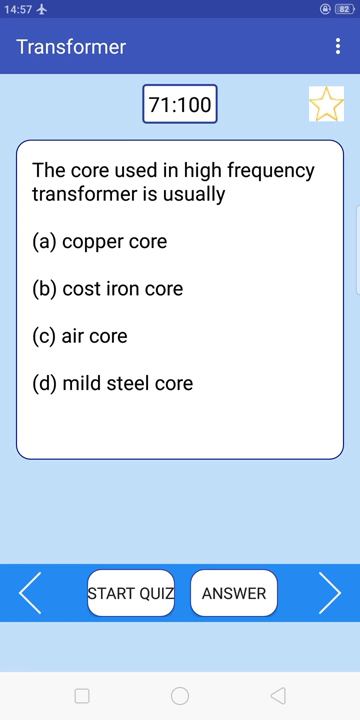 14:57
82
Transformer
71:100
The core used in high frequency
transformer is usually
(a) copper core
(b) cost iron core
(c) air core
(d) mild steel core
START QUIZ
ANSWER